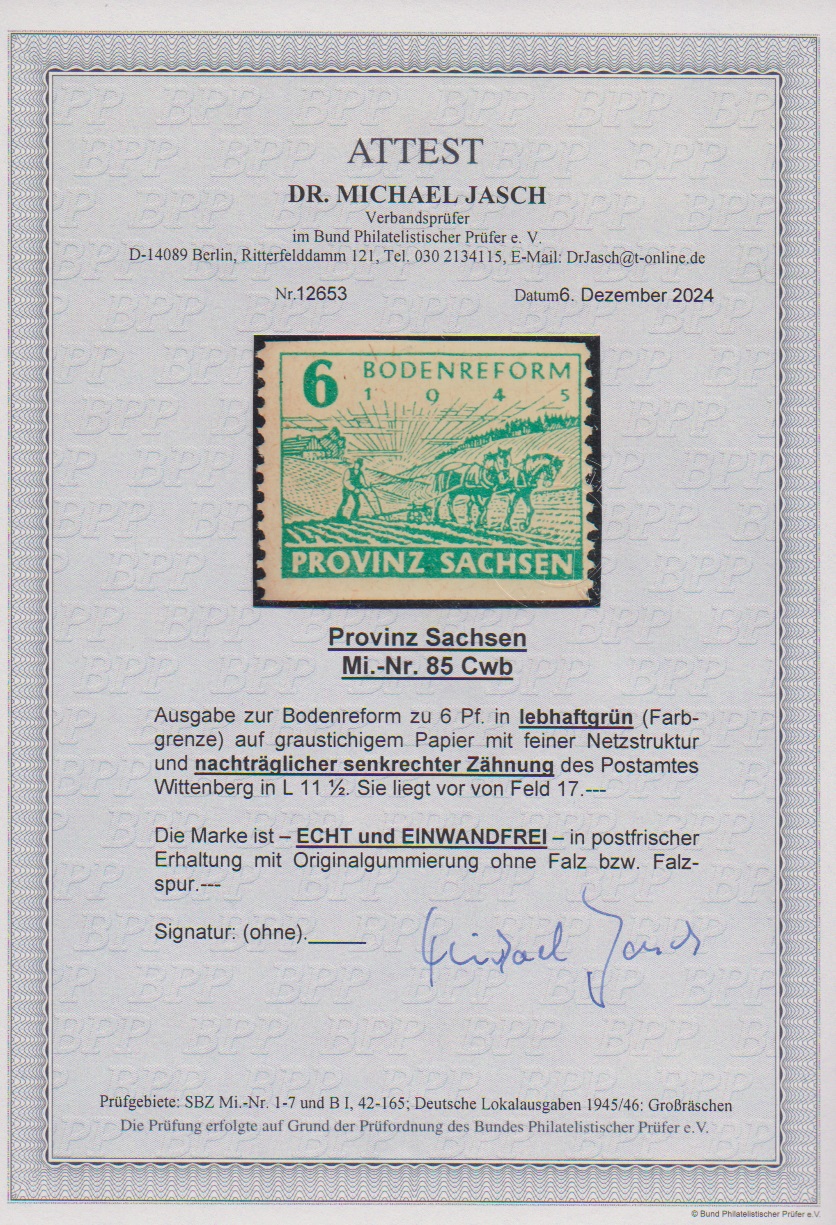 ATTEST
DR. MICHAEL JASCH
Verbandsprüfer
im Bund Philatelistischer Prüfer e. V.
D-14089 Berlin, Ritterfelddamm 121, Tel. 030 2134115, E-Mail: DrJasch@t-online.de
Nr.12653 Datum6. Dezember 2024
6 BODENREFORM
1 9 4 5
PROVINZ SACHSEN
Provinz Sachsen
Mi.-Nr. 85 Cwb
Ausgabe zur Bodenreform zu 6 Pf. in lebhaftgrün (Farb-
grenze) auf graustichigem Papier mit feiner Netzstruktur
und nachträglicher senkrechter Zähnung des Postamtes
Wittenberg in L 11 ½. Sie liegt vor von Feld 17.---
Die Marke ist – ECHT und EINWANDFREI – in postfrischer
Erhaltung mit Originalgummierung ohne Falz bzw. Falz-
spur.---
Signatur: (ohne).
Michael Jasch
Prüfgebiete: SBZ Mi.-Nr. 1-7 und B I, 42-165; Deutsche Lokalausgaben 1945/46: Großräschen
Die Prüfung erfolgte auf Grund der Prüfordnung des Bundes Philatelistischer Prüfer e.V.
© Bund Philatelistischer Prüfer e.V.